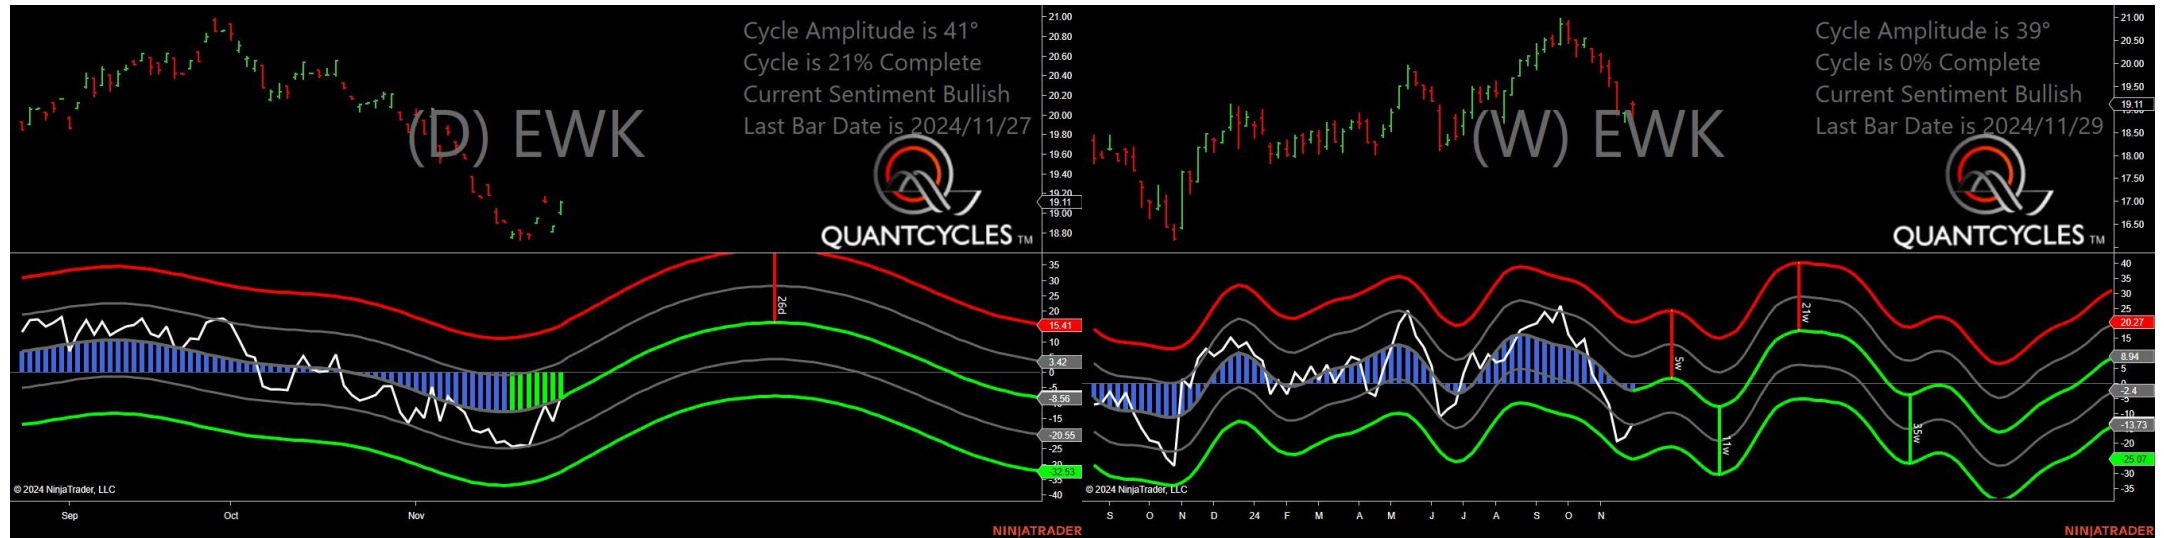 Cycle Amplitude is 41°
Cycle is 21% Complete
Current Sentiment Bullish
Last Bar Date is 2024/11/27
(D) EWK
QUANTCYCLES TM
21.00
20.80
20.60
20.40
20.20
20.00
19.80
19.60
19.40
19.20
19.11
19.00
18.80
26d
35
30
25
20
15.41
10
5
3.42
0
-5
-8.56
-15
-20.55
-25
-32.53
-35
-40
© 2024 NinjaTrader, LLC
Sep Oct Nov
NINJATRADER
Cycle Amplitude is 39°
Cycle is 0% Complete
Current Sentiment Bullish
Last Bar Date is 2024/11/29
(W) EWK
QUANTCYCLES TM
21.00
20.50
20.00
19.50
19.11
18.50
18.00
17.50
17.00
16.50
5w
11w
21w
35w
40
35
30
25
20.27
15
8.94
5
0
-2.4
-5
-10
-13.73
-20
-25.07
-30
-35
© 2024 NinjaTrader, LLC
S O N D 24 F M A M J J A S O N
NINJATRADER